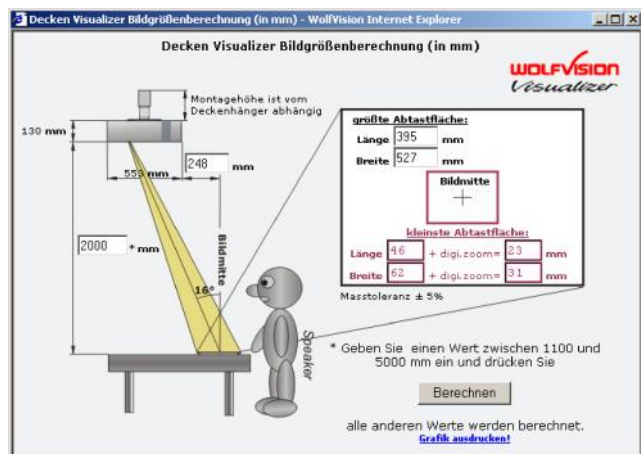 Decken Visualizer Bildgrößenberechnung (in mm) - WolfVision Internet Explorer
Decken Visualizer Bildgrößenberechnung (in mm)
WOLFVISION
Visualizer
Montagehöhe ist vom
Deckenhänger abhängig
130 mm
553 mm
248 mm
2000 * mm
Bildmitte
16°
Speaker
größte Abtastfläche:
Länge 395 mm
Breite 527 mm
Bildmitte
kleinste Abtastfläche:
Länge 46 + digi.zoom= 23 mm
Breite 62 + digi.zoom= 31 mm
Masstoleranz ± 5%
* Geben Sie einen Wert zwischen 1100 und
5000 mm ein und drücken Sie
Berechnen
alle anderen Werte werden berechnet.
Grafik ausdrucken!